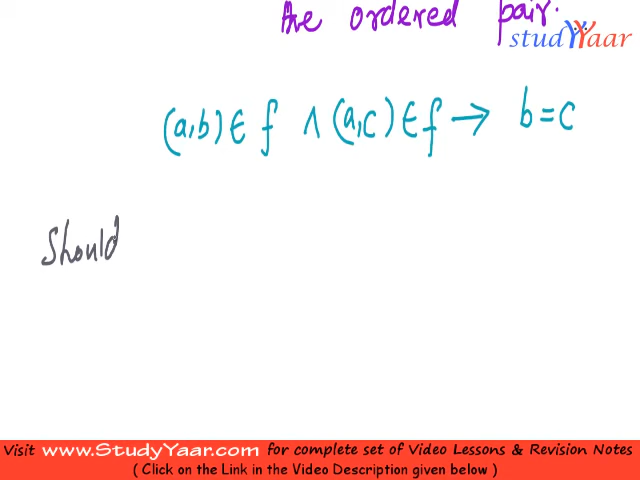 the ordered pair.
studYYaar
(a,b) ∈ f ∧ (a,c) ∈ f → b=c
Should
Visit www.StudyYaar.com for complete set of Video Lessons & Revision Notes
( Click on the Link in the Video Description given below )